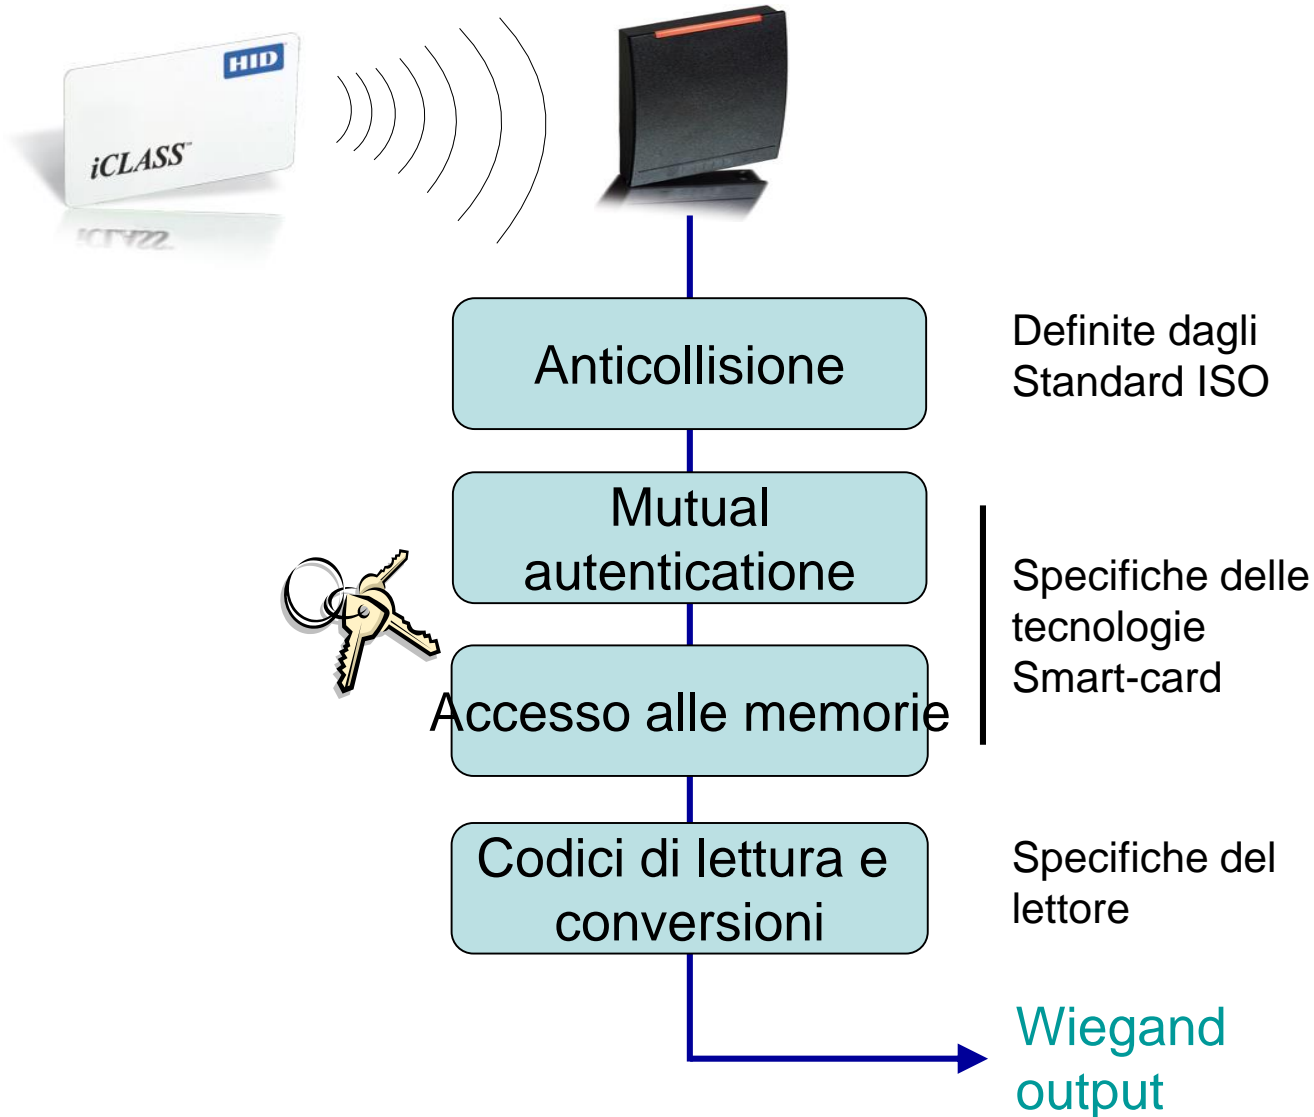 HID
iCLASS™
Anticollisione
Definite dagli
Standard ISO
Mutual
autenticatione
Specifiche delle
tecnologie
Smart-card
Accesso alle memorie
Codici di lettura e
conversioni
Specifiche del
lettore
Wiegand
output